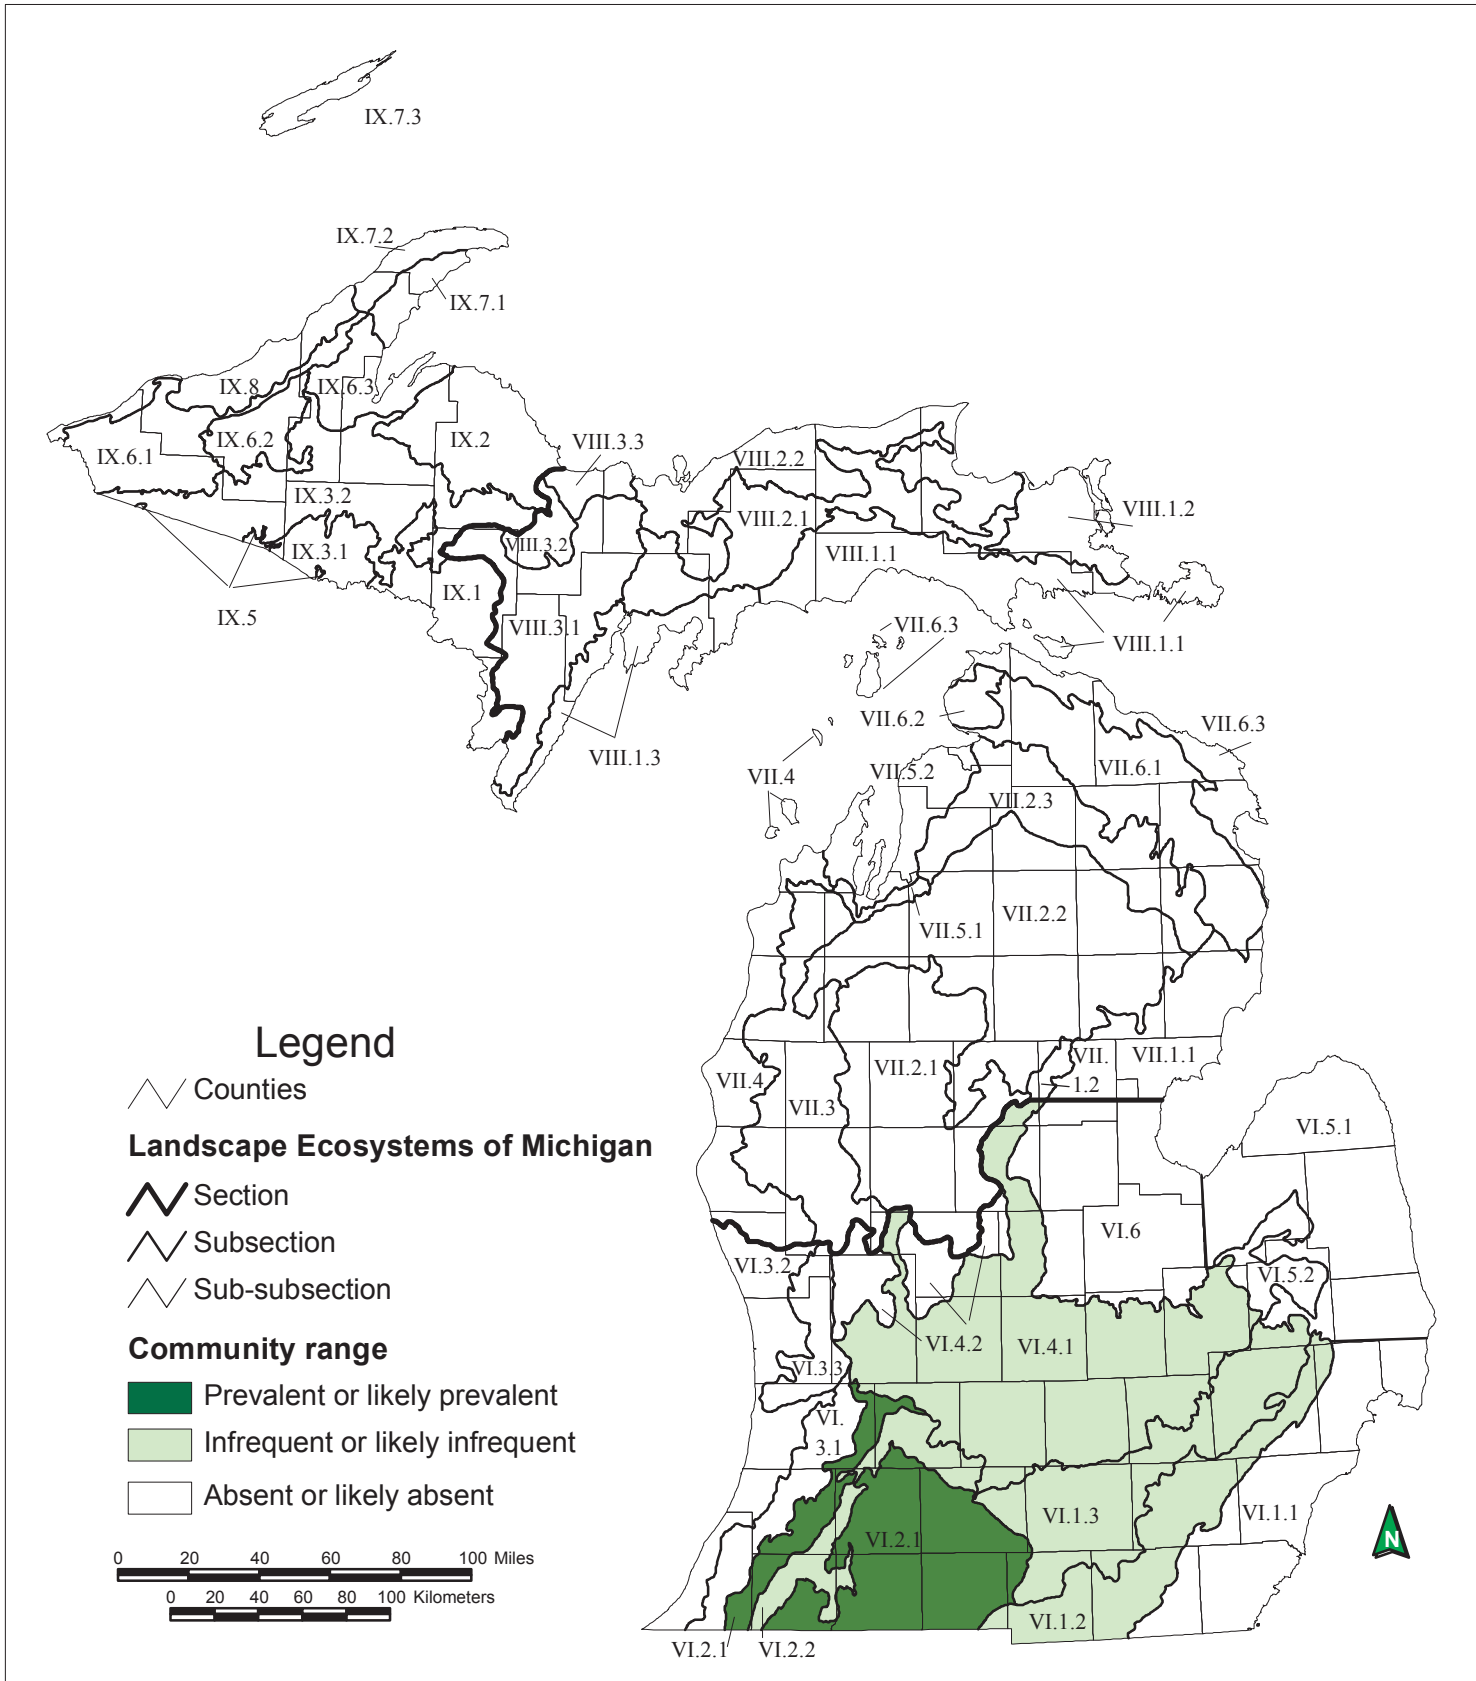 IX.7.3
IX.7.2
IX.7.1
IX.8
IX.6.3
IX.6.2
IX.6.1
IX.2
VIII.3.3
VIII.2.2
VIII.2.1
VIII.1.2
IX.3.2
IX.3.1
VIII.3.2
VIII.1.1
IX.1
IX.5
VIII.3.1
VII.6.3
VIII.1.1
VII.6.2
VII.6.3
VIII.1.3
VII.4
VII.5.2
VII.6.1
VII.2.3
VII.5.1
VII.2.2
Legend
Counties
Landscape Ecosystems of Michigan
Section
Subsection
Sub-subsection
Community range
Prevalent or likely prevalent
Infrequent or likely infrequent
Absent or likely absent
0 20 40 60 80 100 Miles
0 20 40 60 80 100 Kilometers
VII.4
VII.3
VII.2.1
VII.
1.2
VII.1.1
VI.5.1
VI.6
VI.3.2
VI.5.2
VI.4.2
VI.4.1
VI.3.3
VI.
3.1
VI.1.3
VI.1.1
VI.2.1
VI.1.2
VI.2.1
VI.2.2
N